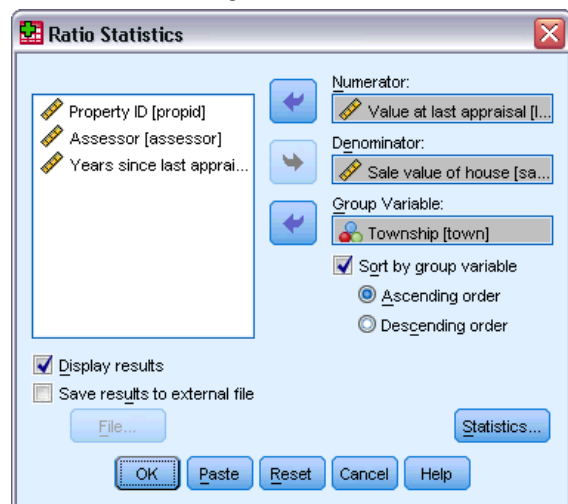 Ratio Statistics
Property ID [propid]
Assessor [assessor]
Years since last apprai...
Numerator:
Value at last appraisal [l...
Denominator:
Sale value of house [sa...
Group Variable:
Township [town]
Sort by group variable
Ascending order
Descending order
Display results
Save results to external file
File...
Statistics...
OK
Paste
Reset
Cancel
Help